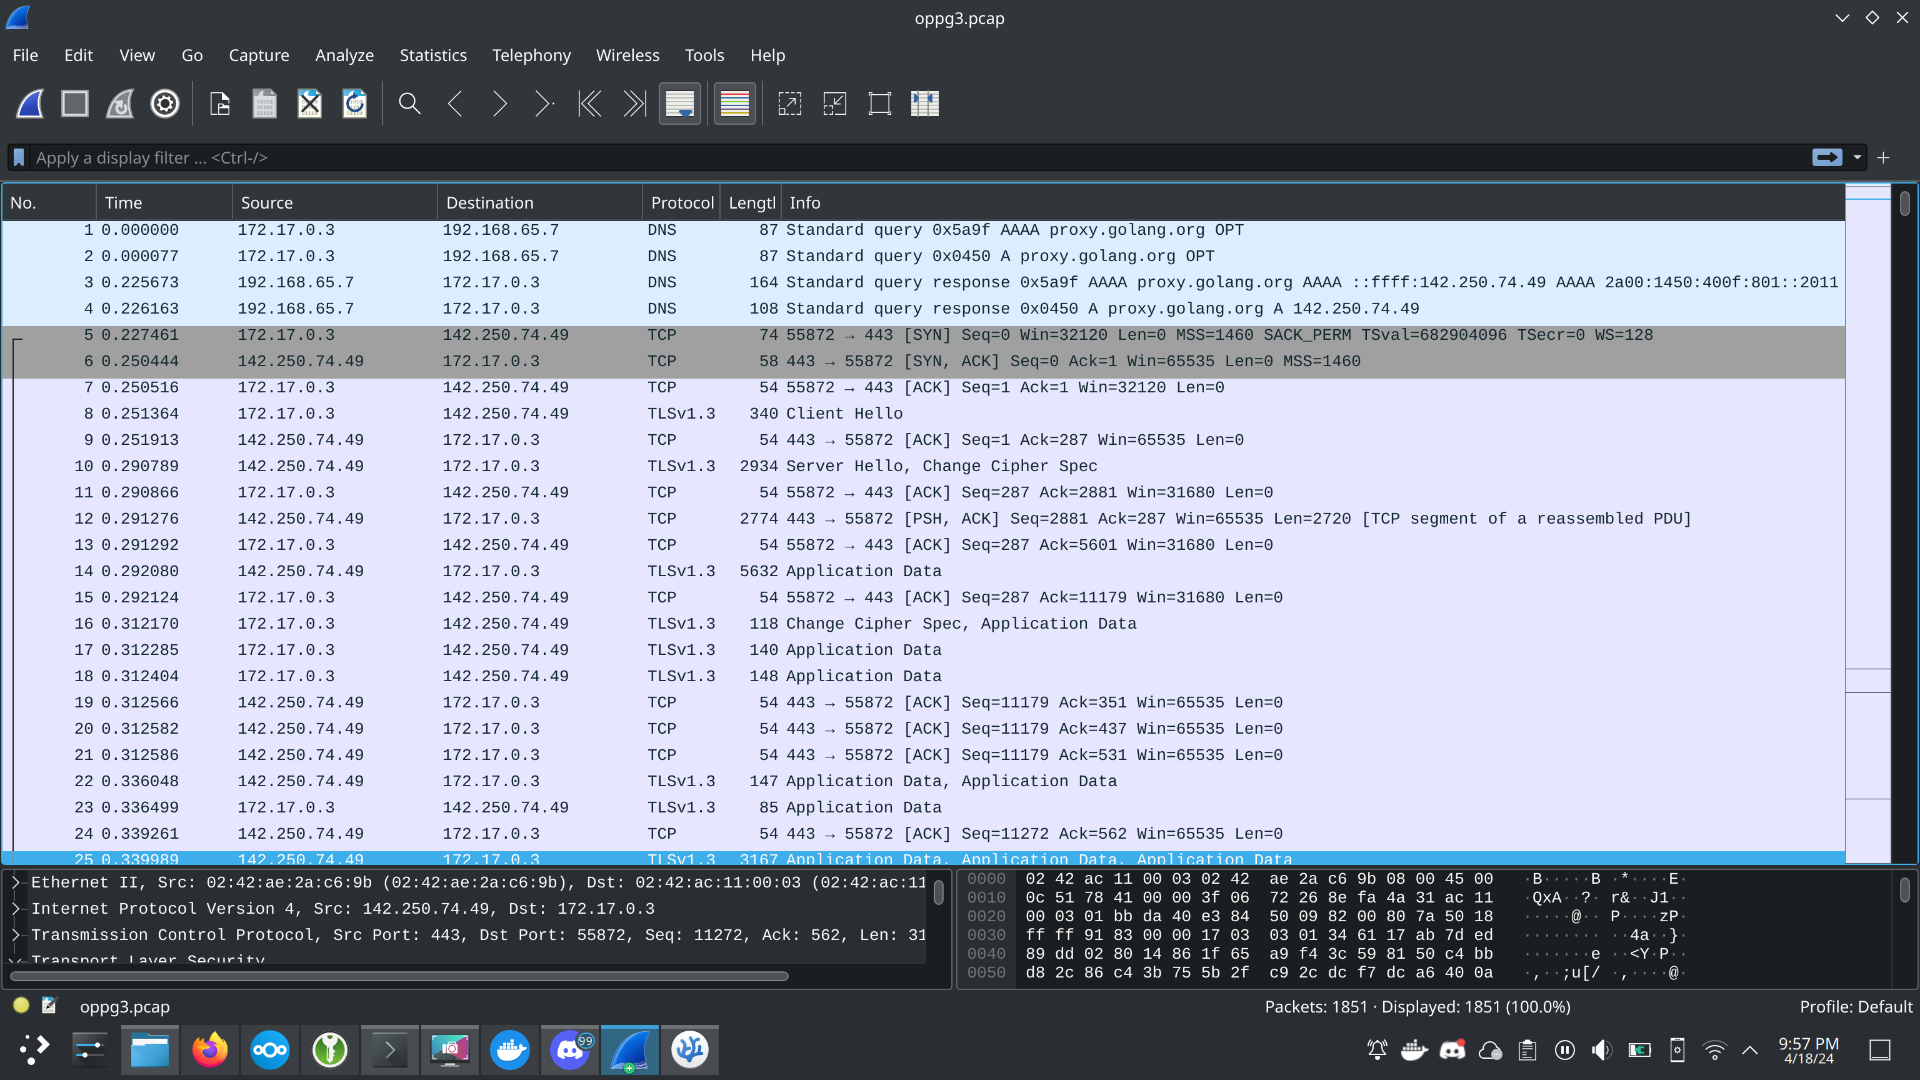 oppg3.pcap
File Edit View Go Capture Analyze Statistics Telephony Wireless Tools Help
Apply a display filter ... <Ctrl-/>
No. Time Source Destination Protocol Lengtl Info
1 0.000000 172.17.0.3 192.168.65.7 DNS 87 Standard query 0x5a9f AAAA proxy.golang.org OPT
2 0.000077 172.17.0.3 192.168.65.7 DNS 87 Standard query 0x0450 A proxy.golang.org OPT
3 0.225673 192.168.65.7 172.17.0.3 DNS 164 Standard query response 0x5a9f AAAA proxy.golang.org AAAA ::ffff:142.250.74.49 AAAA 2a00:1450:400f:801::2011
4 0.226163 192.168.65.7 172.17.0.3 DNS 108 Standard query response 0x0450 A proxy.golang.org A 142.250.74.49
5 0.227461 172.17.0.3 142.250.74.49 TCP 74 55872 → 443 [SYN] Seq=0 Win=32120 Len=0 MSS=1460 SACK_PERM TSval=682904096 TSecr=0 WS=128
6 0.250444 142.250.74.49 172.17.0.3 TCP 58 443 → 55872 [SYN, ACK] Seq=0 Ack=1 Win=65535 Len=0 MSS=1460
7 0.250516 172.17.0.3 142.250.74.49 TCP 54 55872 → 443 [ACK] Seq=1 Ack=1 Win=32120 Len=0
8 0.251364 172.17.0.3 142.250.74.49 TLSv1.3 340 Client Hello
9 0.251913 142.250.74.49 172.17.0.3 TCP 54 443 → 55872 [ACK] Seq=1 Ack=287 Win=65535 Len=0
10 0.290789 142.250.74.49 172.17.0.3 TLSv1.3 2934 Server Hello, Change Cipher Spec
11 0.290866 172.17.0.3 142.250.74.49 TCP 54 55872 → 443 [ACK] Seq=287 Ack=2881 Win=31680 Len=0
12 0.291276 142.250.74.49 172.17.0.3 TCP 2774 443 → 55872 [PSH, ACK] Seq=2881 Ack=287 Win=65535 Len=2720 [TCP segment of a reassembled PDU]
13 0.291292 172.17.0.3 142.250.74.49 TCP 54 55872 → 443 [ACK] Seq=287 Ack=5601 Win=31680 Len=0
14 0.292080 142.250.74.49 172.17.0.3 TLSv1.3 5632 Application Data
15 0.292124 172.17.0.3 142.250.74.49 TCP 54 55872 → 443 [ACK] Seq=287 Ack=11179 Win=31680 Len=0
16 0.312170 172.17.0.3 142.250.74.49 TLSv1.3 118 Change Cipher Spec, Application Data
17 0.312285 172.17.0.3 142.250.74.49 TLSv1.3 140 Application Data
18 0.312404 172.17.0.3 142.250.74.49 TLSv1.3 148 Application Data
19 0.312566 142.250.74.49 172.17.0.3 TCP 54 443 → 55872 [ACK] Seq=11179 Ack=351 Win=65535 Len=0
20 0.312582 142.250.74.49 172.17.0.3 TCP 54 443 → 55872 [ACK] Seq=11179 Ack=437 Win=65535 Len=0
21 0.312586 142.250.74.49 172.17.0.3 TCP 54 443 → 55872 [ACK] Seq=11179 Ack=531 Win=65535 Len=0
22 0.336048 142.250.74.49 172.17.0.3 TLSv1.3 147 Application Data, Application Data
23 0.336499 172.17.0.3 142.250.74.49 TLSv1.3 85 Application Data
24 0.339261 142.250.74.49 172.17.0.3 TCP 54 443 → 55872 [ACK] Seq=11272 Ack=562 Win=65535 Len=0
25 0.339989 142.250.74.49 172.17.0.3 TLSv1.3 3167 Application Data, Application Data, Application Data
Ethernet II, Src: 02:42:ae:2a:c6:9b (02:42:ae:2a:c6:9b), Dst: 02:42:ac:11:00:03 (02:42:ac:11
Internet Protocol Version 4, Src: 142.250.74.49, Dst: 172.17.0.3
Transmission Control Protocol, Src Port: 443, Dst Port: 55872, Seq: 11272, Ack: 562, Len: 31
Transport Layer Security
0000 02 42 ac 11 00 03 02 42 ae 2a c6 9b 08 00 45 00 ·B·····B ·*····E·
0010 0c 51 78 41 00 00 3f 06 72 26 8e fa 4a 31 ac 11 ·QxA··?· r&··J1··
0020 00 03 01 bb da 40 e3 84 50 09 82 00 80 7a 50 18 ·····@·· P····zP·
0030 ff ff 91 83 00 00 17 03 03 01 34 61 17 ab 7d ed ········ ··4a··}·
0040 89 dd 02 80 14 86 1f 65 a9 f4 3c 59 81 50 c4 bb ·······e ··<Y·P··
0050 d8 2c 86 c4 3b 75 5b 2f c9 2c dc f7 dc a6 40 0a ·,··;u[/ ·,····@·
oppg3.pcap Packets: 1851 · Displayed: 1851 (100.0%) Profile: Default
99
9:57 PM
4/18/24